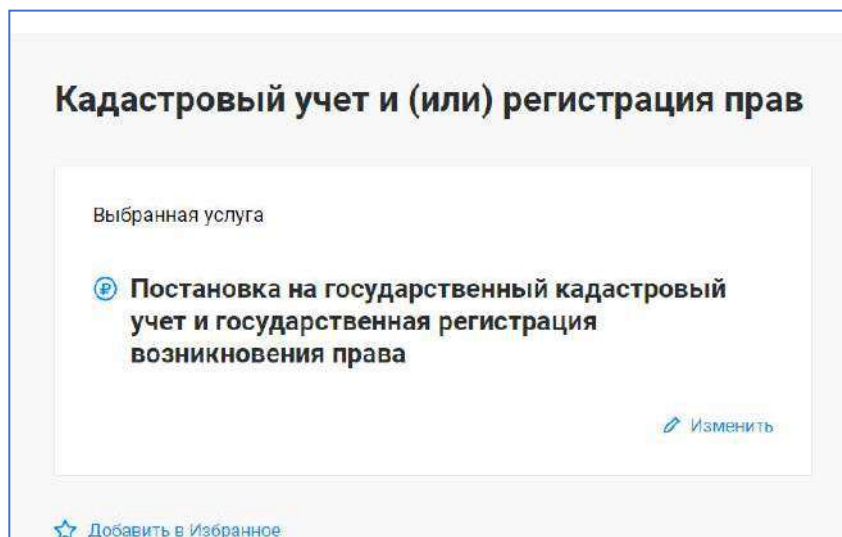 Кадастровый учет и (или) регистрация прав
Выбранная услуга
Постановка на государственный кадастровый
учет и государственная регистрация
возникновения права
Изменить
Добавить в Избранное